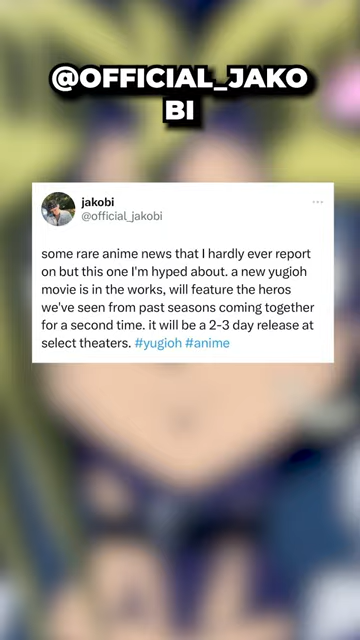 @OFFICIAL_JAKO
BI
jakobi
@official_jakobi
some rare anime news that I hardly ever report
on but this one I'm hyped about. a new yugioh
movie is in the works, will feature the heros
we've seen from past seasons coming together
for a second time. it will be a 2-3 day release at
select theaters. #yugioh #anime